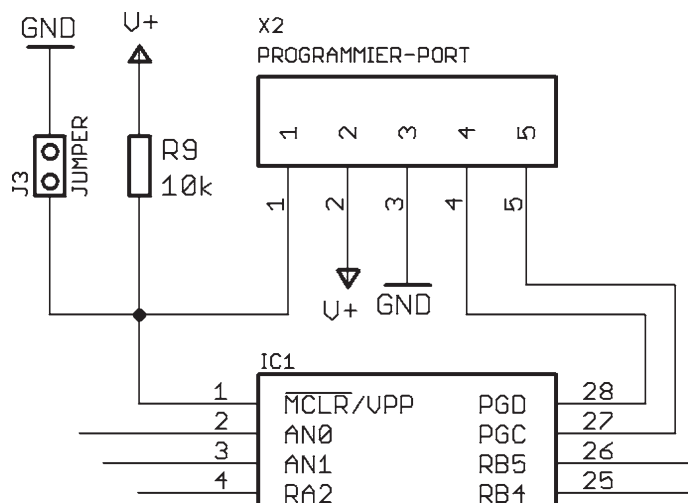 GND
V+
X2
PROGRAMMIER-PORT
1 2 3 4 5
J3
JUMPER
R9
10k
1 2 3 4 5
V+
GND
IC1
1 MCLR/VPP PGD 28
2 AN0 PGC 27
3 AN1 RB5 26
4 RA2 RB4 25